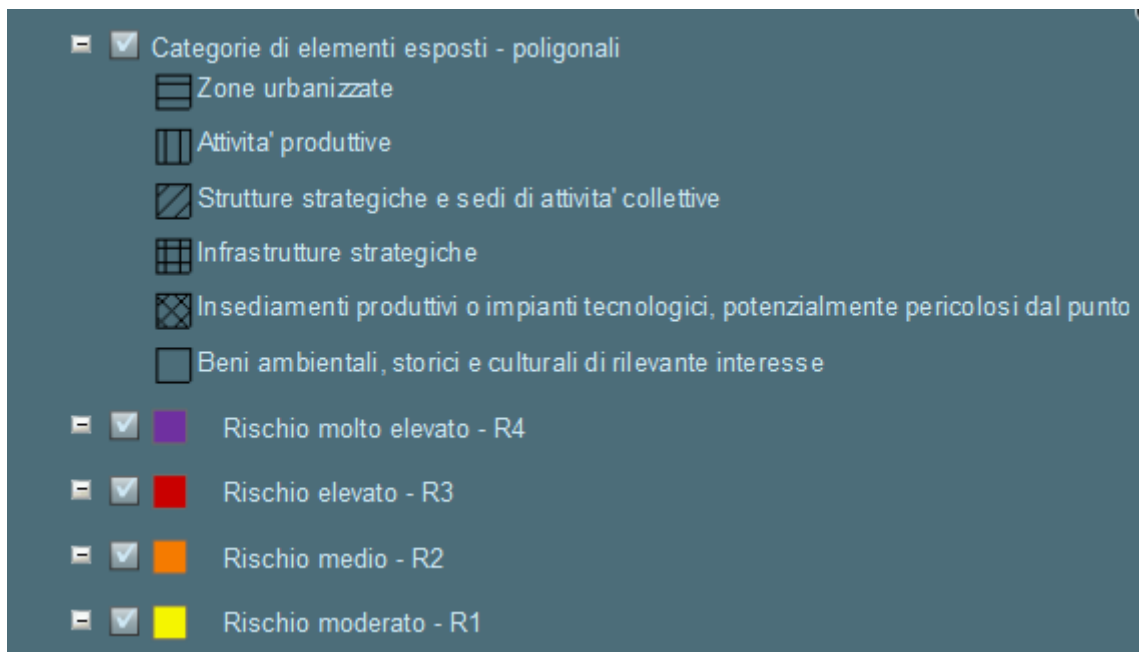 Categorie di elementi esposti - poligonali
Zone urbanizzate
Attivita' produttive
Strutture strategiche e sedi di attivita' collettive
Infrastrutture strategiche
Insediamenti produttivi o impianti tecnologici, potenzialmente pericolosi dal punto
Beni ambientali, storici e culturali di rilevante interesse
Rischio molto elevato - R4
Rischio elevato - R3
Rischio medio - R2
Rischio moderato - R1